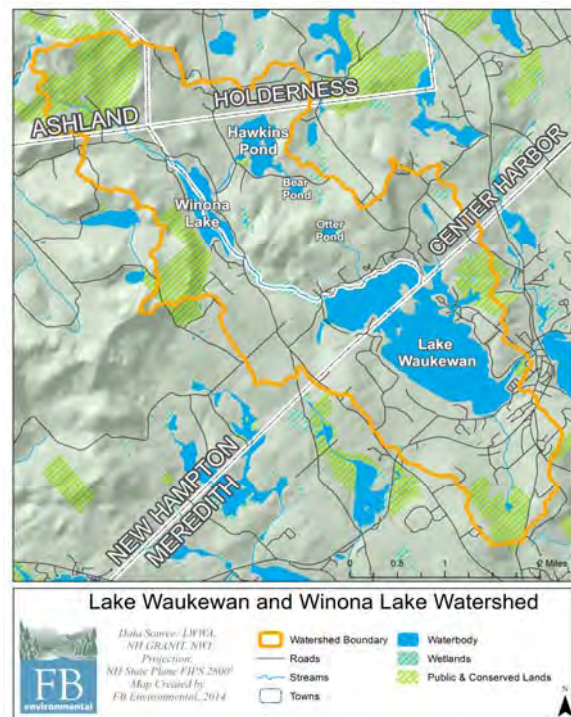 HOLDERNESS
ASHLAND
Hawkins
Pond
Bear
Pond
Winona
Lake
Otter
Pond
CENTER HARBOR
Lake
Waukewan
NEW HAMPTON
MEREDITH
0 0.5 1 2 Miles
Lake Waukewan and Winona Lake Watershed
FB
environmental
Data Source: LWWA,
NH GRANIT, NWI
Projection:
NH State Plane FIPS 2800
Map Created by
FB Environmental, 2014
Watershed Boundary
Roads
Streams
Towns
Waterbody
Wetlands
Public & Conserved Lands
N